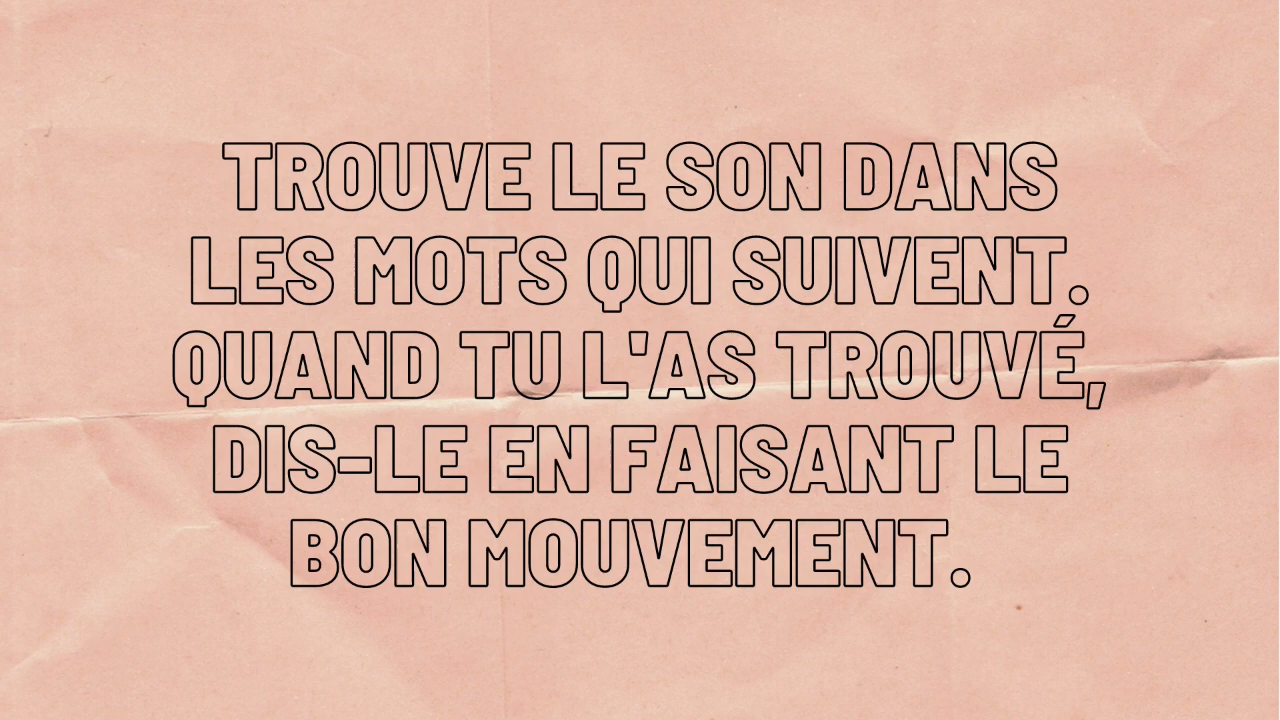 TROUVE LE SON DANS
LES MOTS QUI SUIVENT.
QUAND TU L'AS TROUVÉ,
DIS-LE EN FAISANT LE
BON MOUVEMENT.